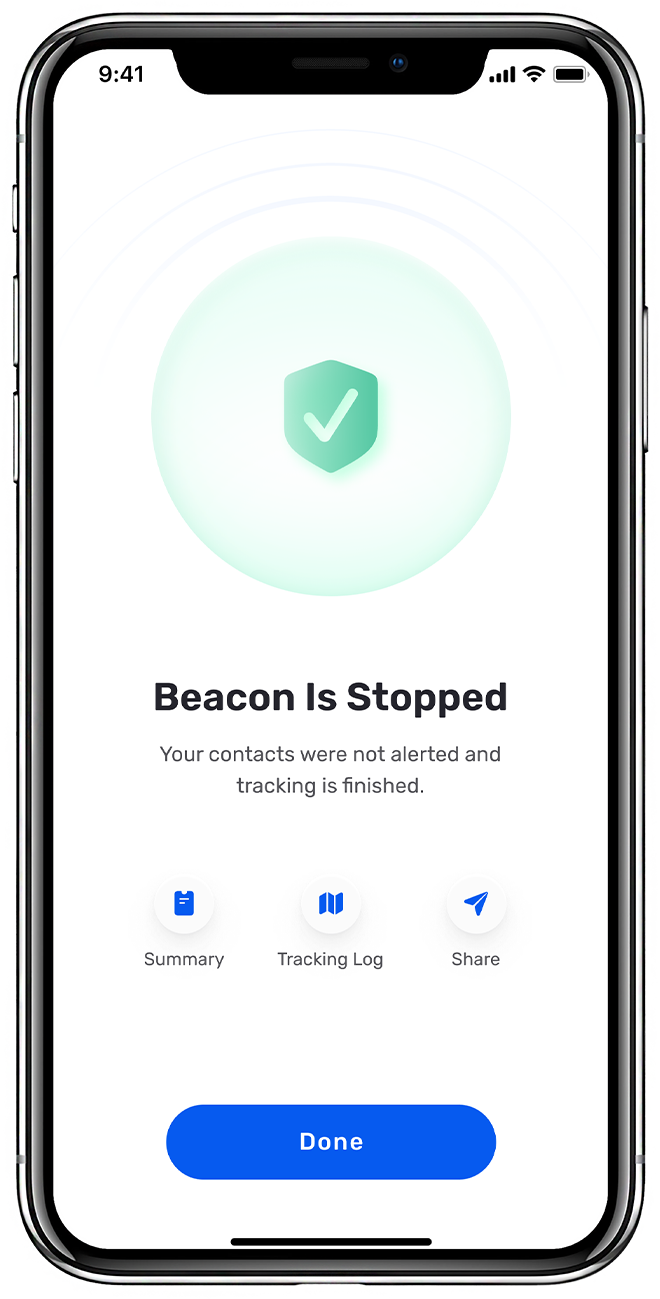 9:41
Beacon Is Stopped
Your contacts were not alerted and
tracking is finished.
Summary
Tracking Log
Share
Done